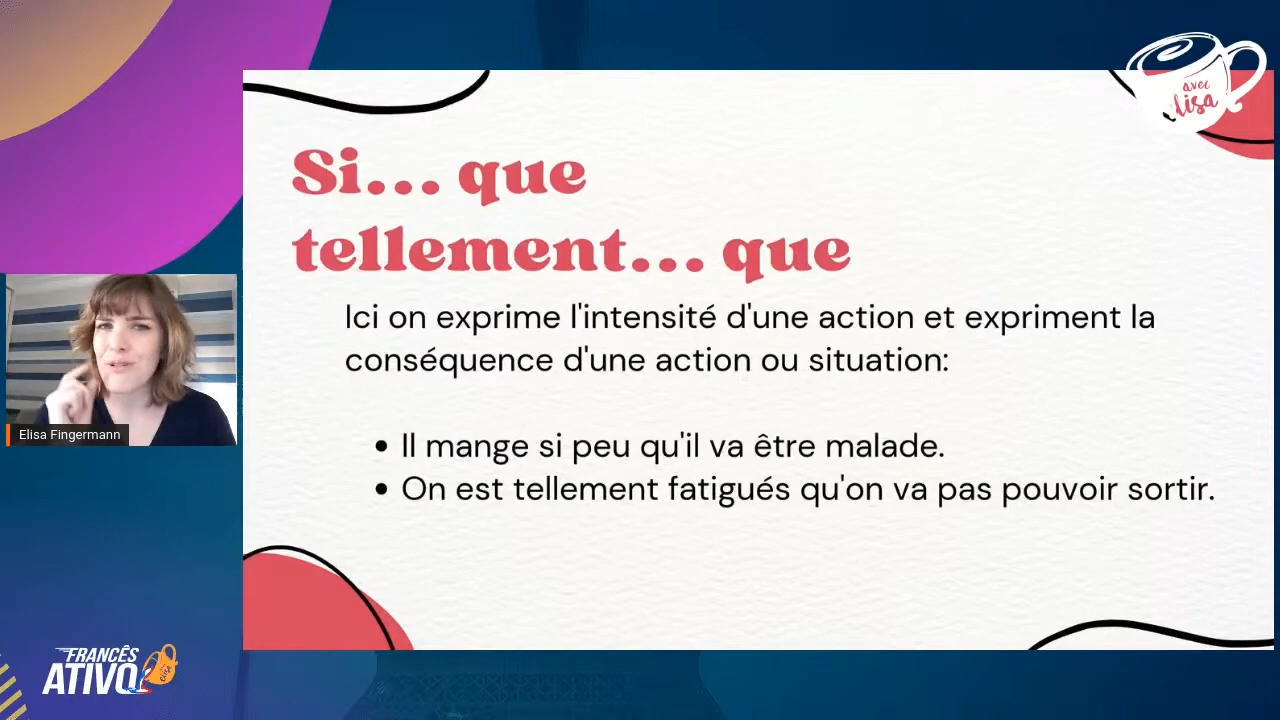 avec
elisa
Si... que
tellement... que
Ici on exprime l'intensité d'une action et expriment la
conséquence d'une action ou situation:
• Il mange si peu qu'il va être malade.
• On est tellement fatigués qu'on va pas pouvoir sortir.
Elisa Fingermann
FRANCÊS
ATIVO